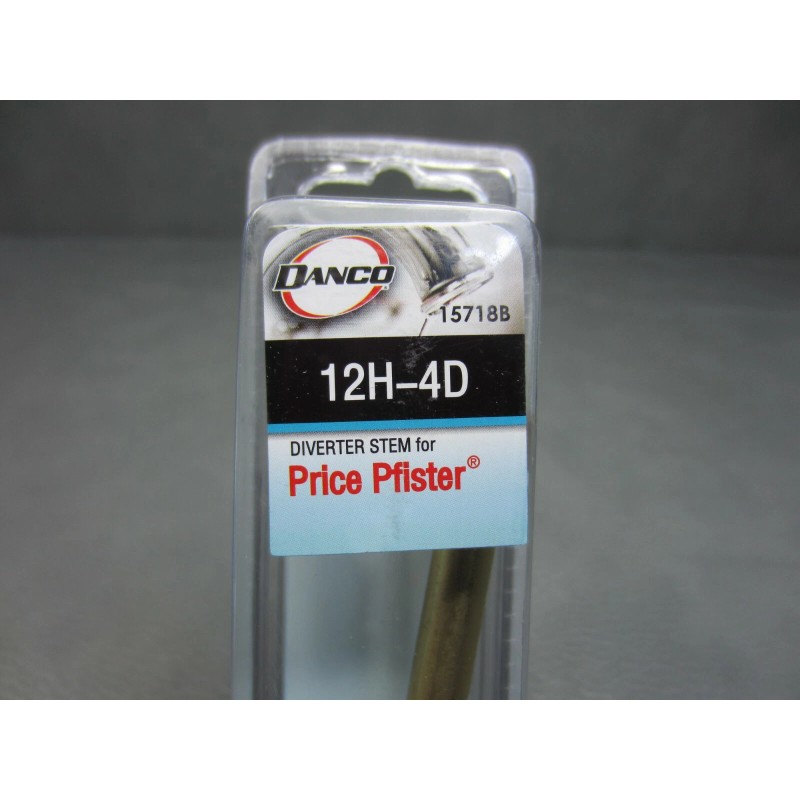 DANCO
15718B
12H-4D
DIVERTER STEM for
Price Pfister®